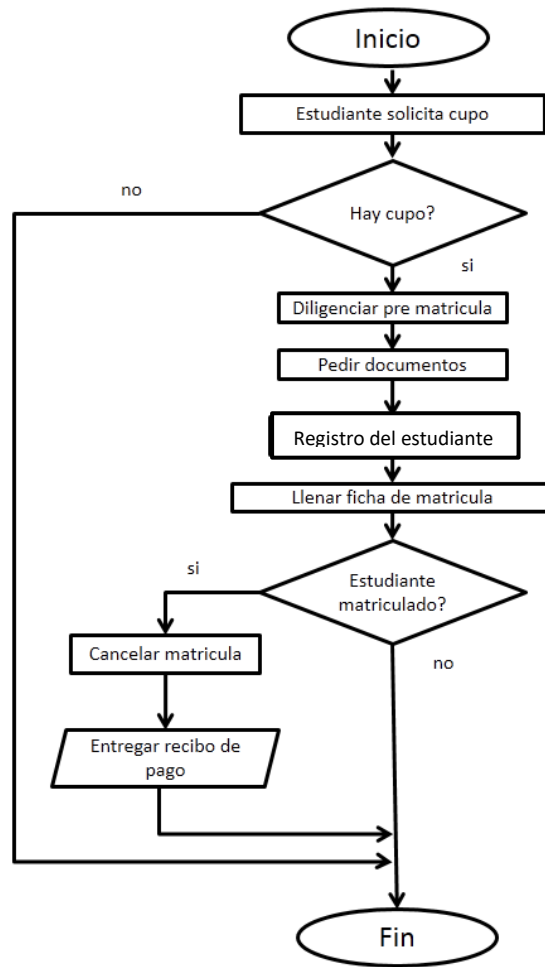 Inicio
Estudiante solicita cupo
no
Hay cupo?
si
Diligenciar pre matricula
Pedir documentos
Registro del estudiante
Llenar ficha de matricula
si
Estudiante
matriculado?
Cancelar matricula
no
Entregar recibo de
pago
Fin